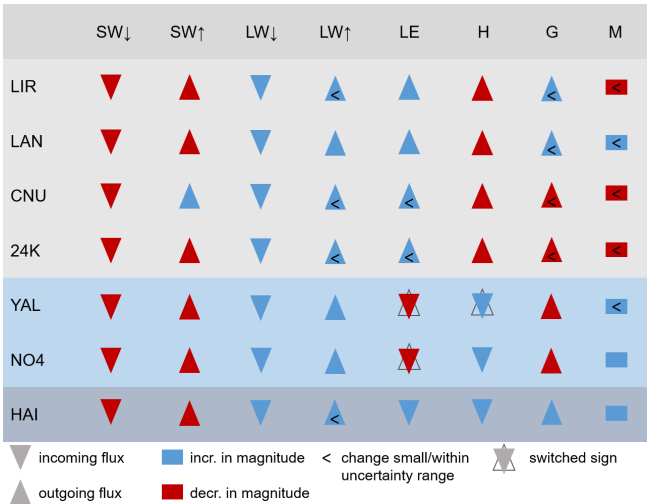 SW↓ SW↑ LW↓ LW↑ LE H G M
LIR < < <
LAN < <
CNU < < < <
24K < < < <
YAL <
NO4
HAI <
incoming flux incr. in magnitude < change small/within uncertainty range switched sign
outgoing flux decr. in magnitude